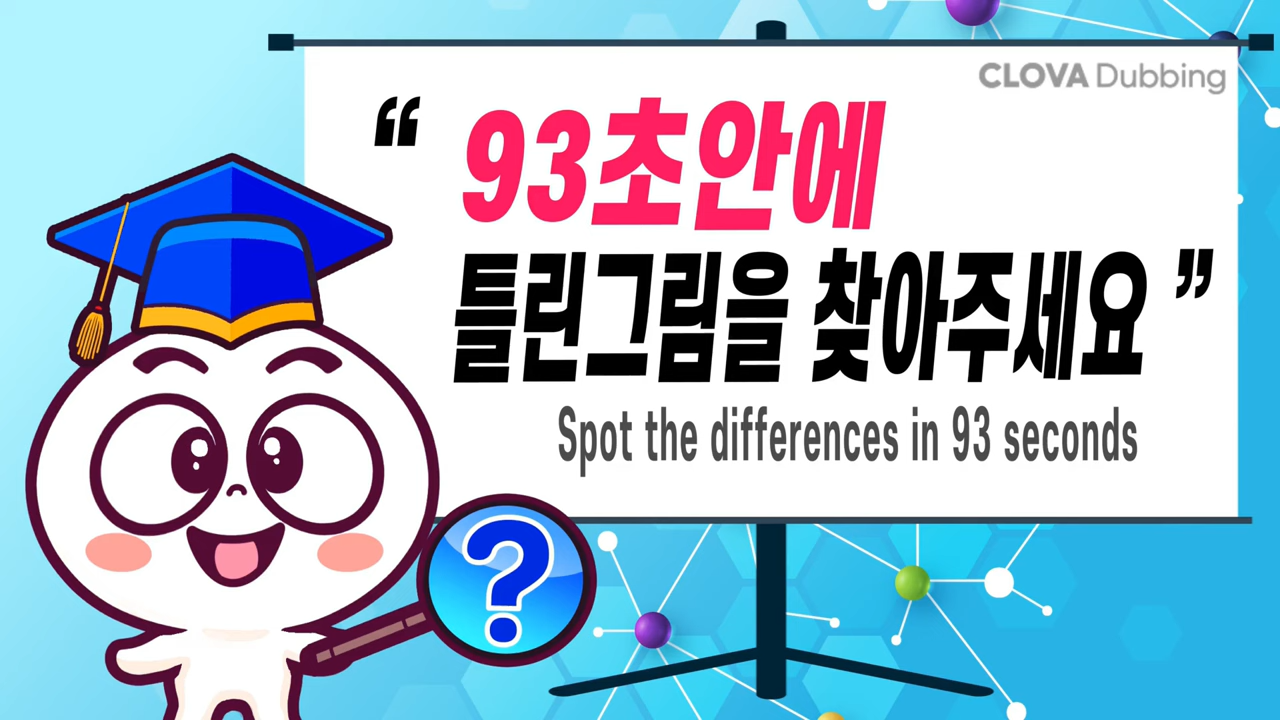 CLOVA Dubbing
“ 93초안에
틀린그림을 찾아주세요 ”
Spot the differences in 93 seconds
?